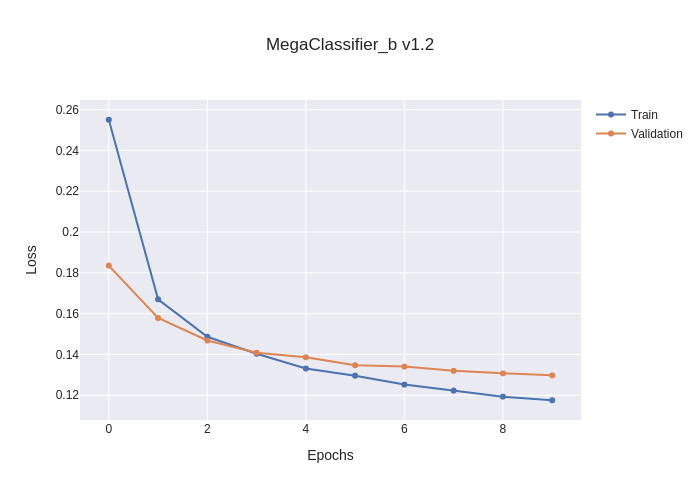 MegaClassifier_b v1.2
Train
Validation
Loss
0.26
0.24
0.22
0.2
0.18
0.16
0.14
0.12
0 2 4 6 8
Epochs